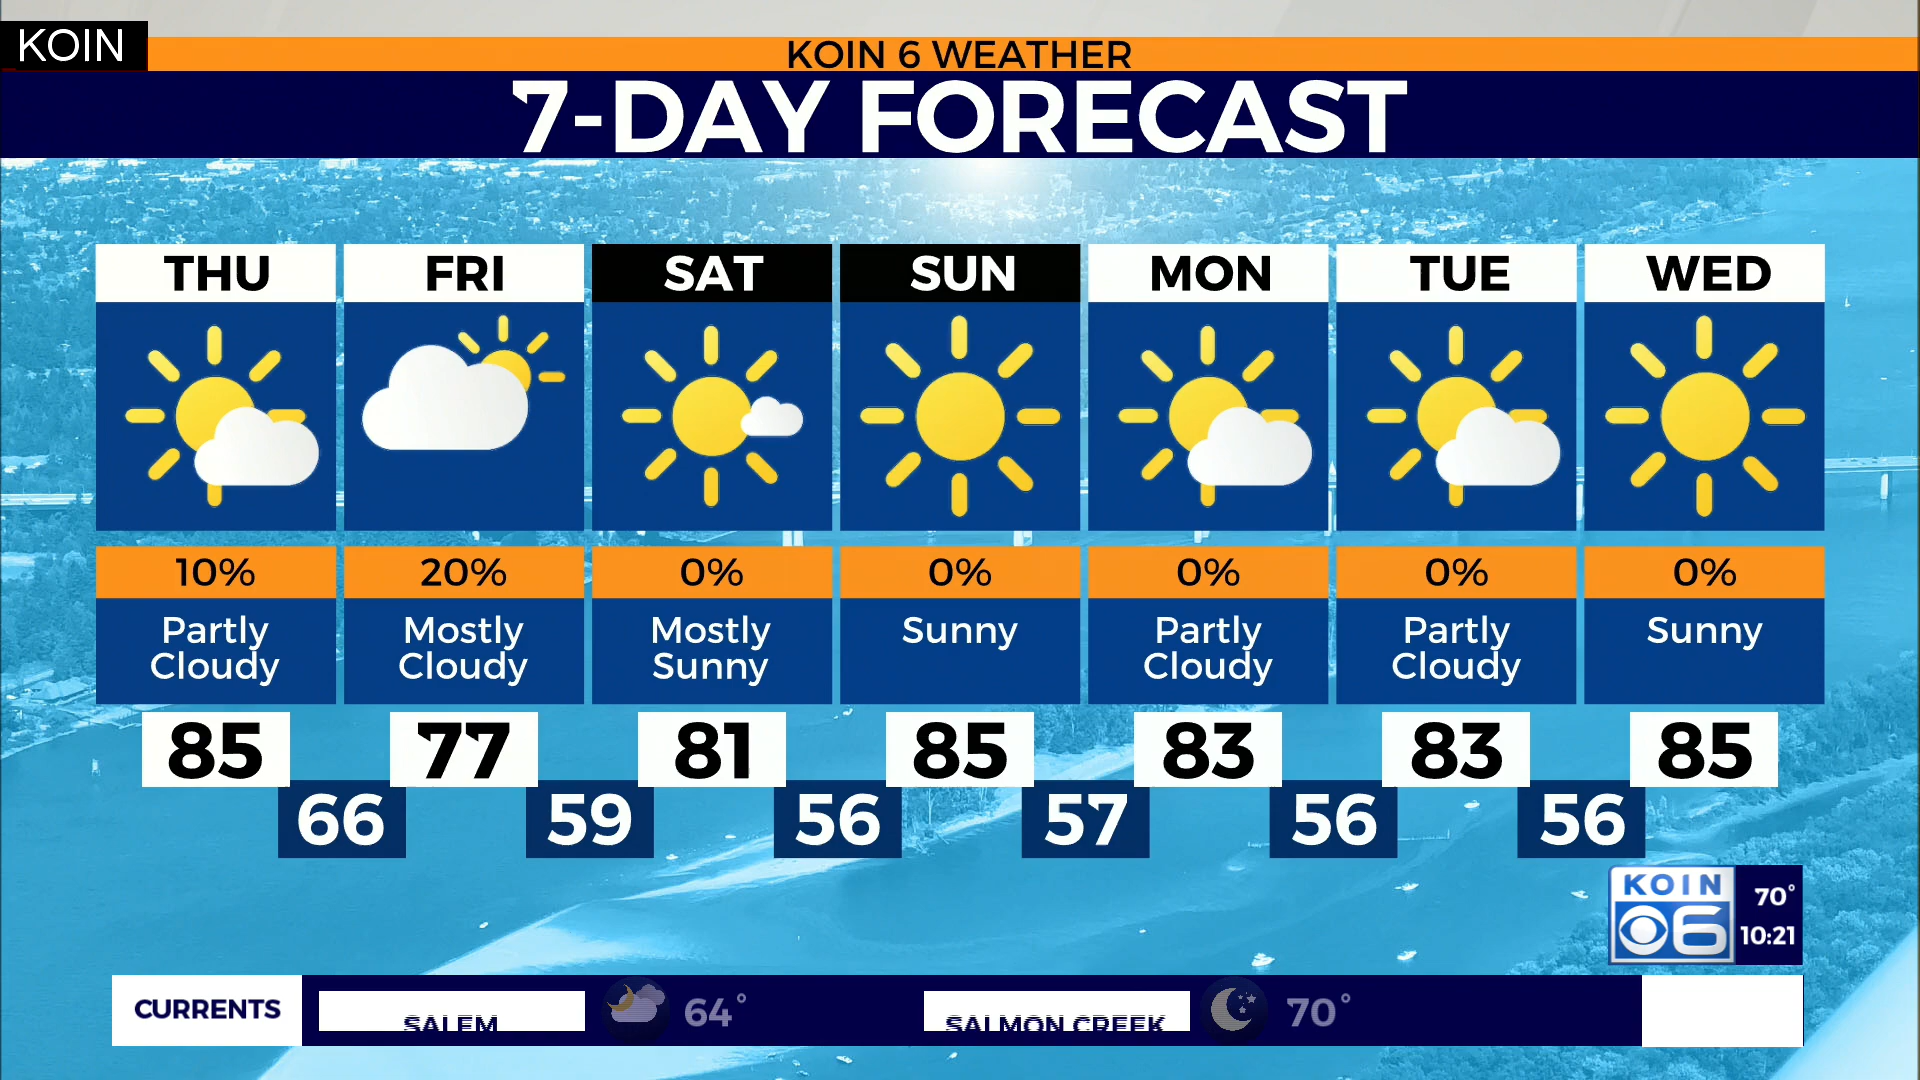 KOIN
KOIN 6 WEATHER
7-DAY FORECAST
THU FRI SAT SUN MON TUE WED
10% 20% 0% 0% 0% 0% 0%
Partly Cloudy
Mostly Cloudy
Mostly Sunny
Sunny
Partly Cloudy
Partly Cloudy
Sunny
85 77 81 85 83 83 85
66 59 56 57 56 56
KOIN 6
70°
10:21
CURRENTS SALEM 64° SALMON CREEK 70°